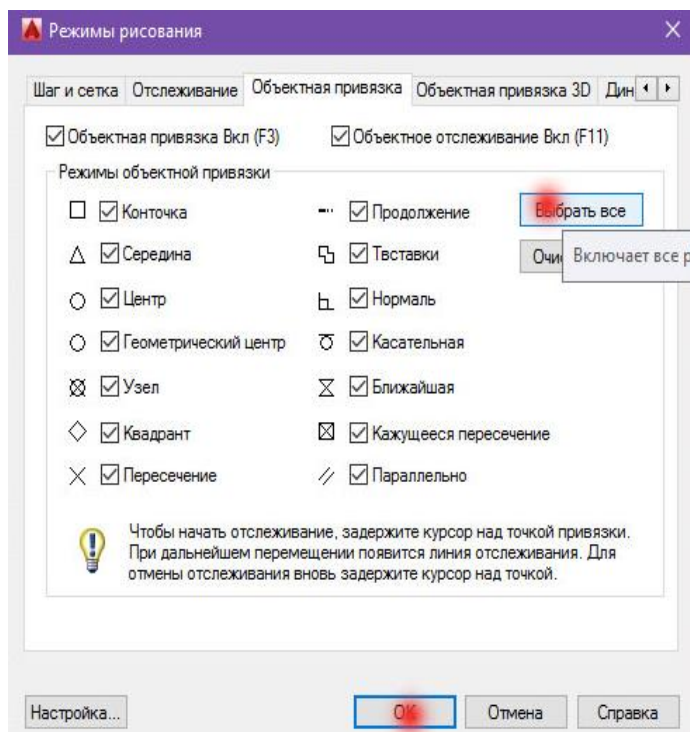 Режимы рисования
Шаг и сетка Отслеживание Объектная привязка Объектная привязка 3D Дин
Объектная привязка Вкл (F3) Объектное отслеживание Вкл (F11)
Режимы объектной привязки
Конточка Продолжение Выбрать все
Середина Твставки Включает все
Центр Нормаль
Геометрический центр Касательная
Узел Ближайшая
Квадрант Кажущееся пересечение
Пересечение Параллельно
Чтобы начать отслеживание, задержите курсор над точкой привязки.
При дальнейшем перемещении появится линия отслеживания. Для
отмены отслеживания вновь задержите курсор над точкой.
Настройка... OK Отмена Справка